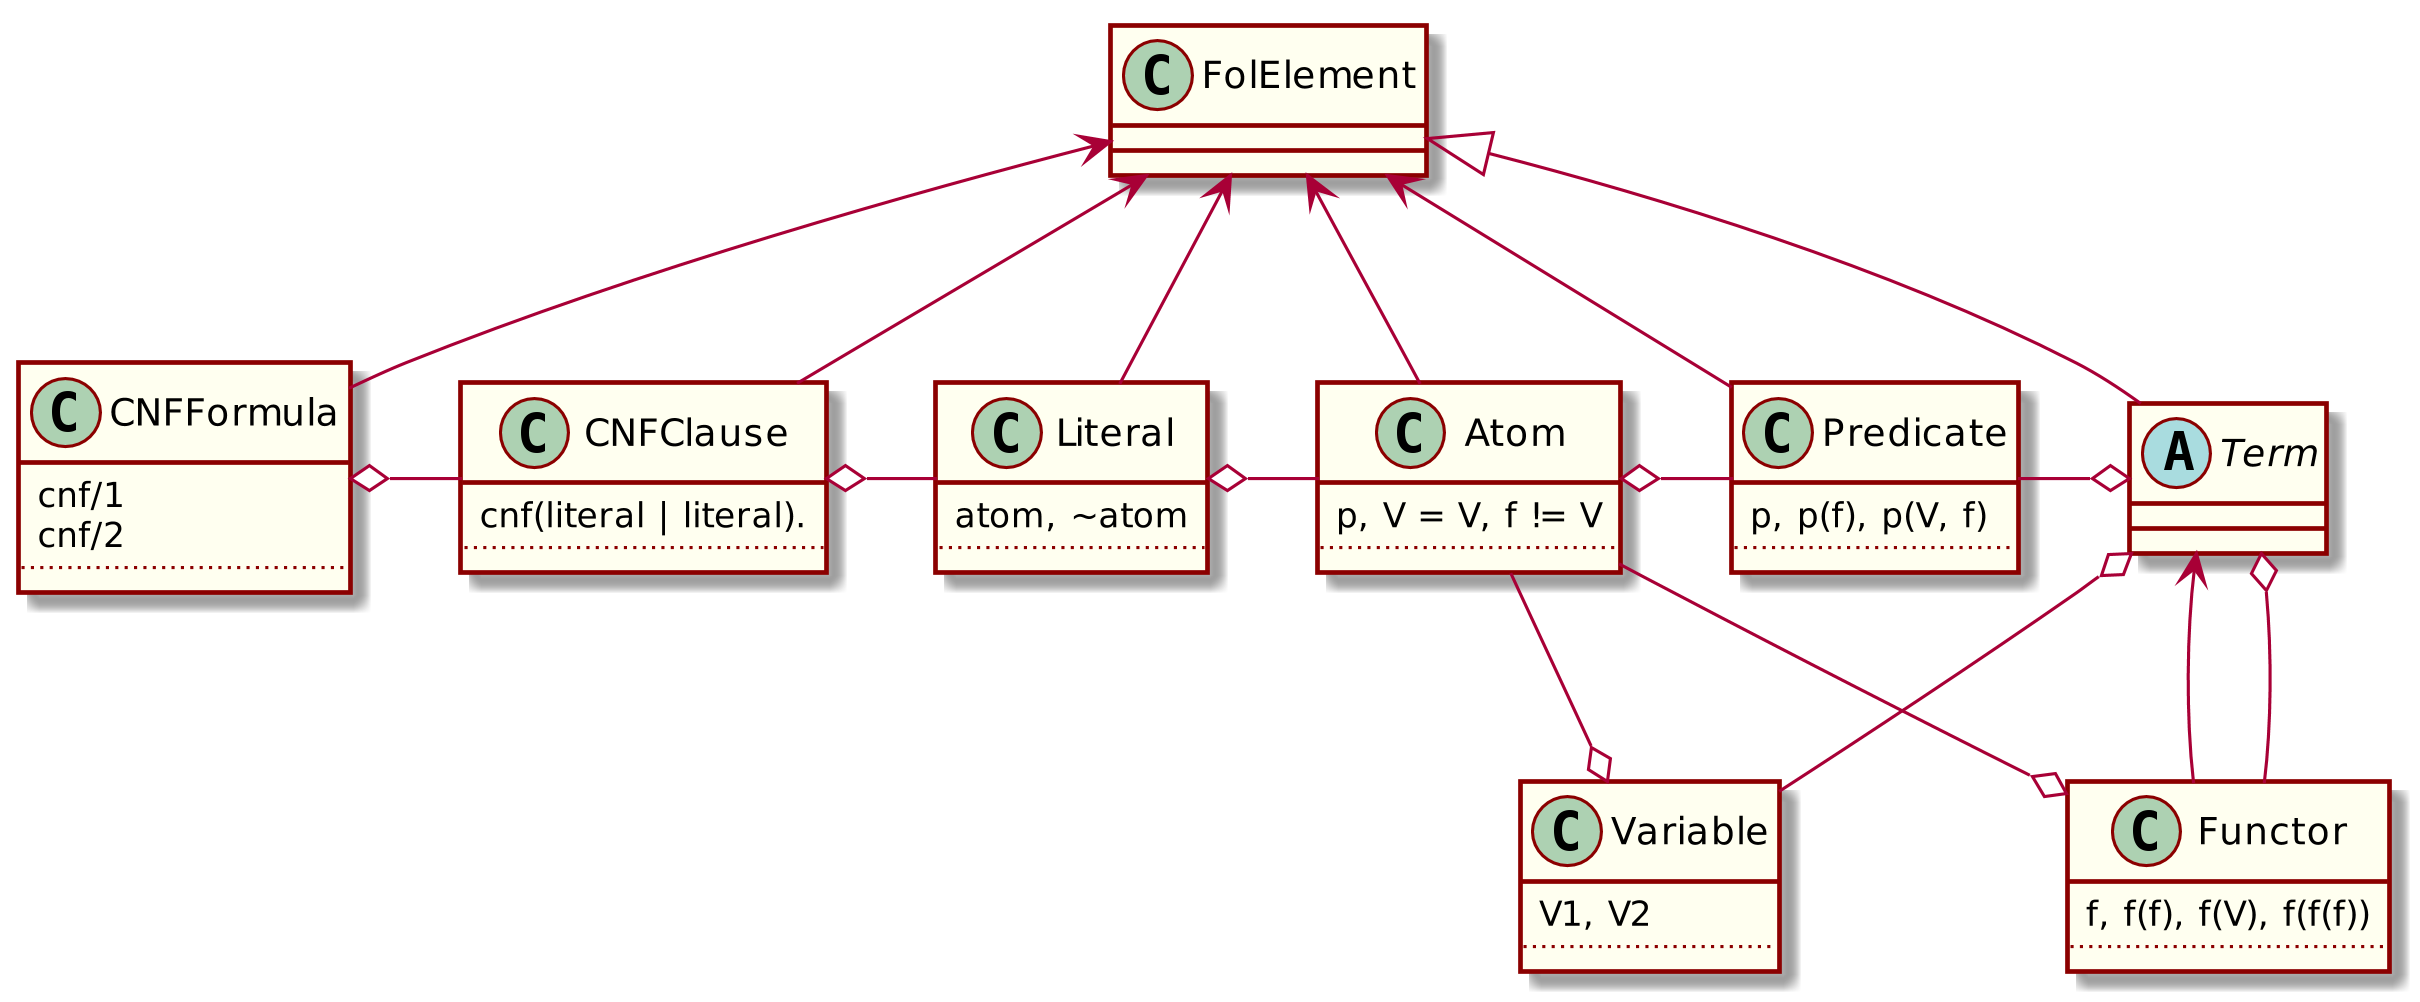 C FolElement
C CNFFormula
cnf/1
cnf/2
C CNFClause
cnf(literal | literal).
C Literal
atom, ~atom
C Atom
p, V = V, f != V
C Predicate
p, p(f), p(V, f)
A Term
C Variable
V1, V2
C Functor
f, f(f), f(V), f(f(f))